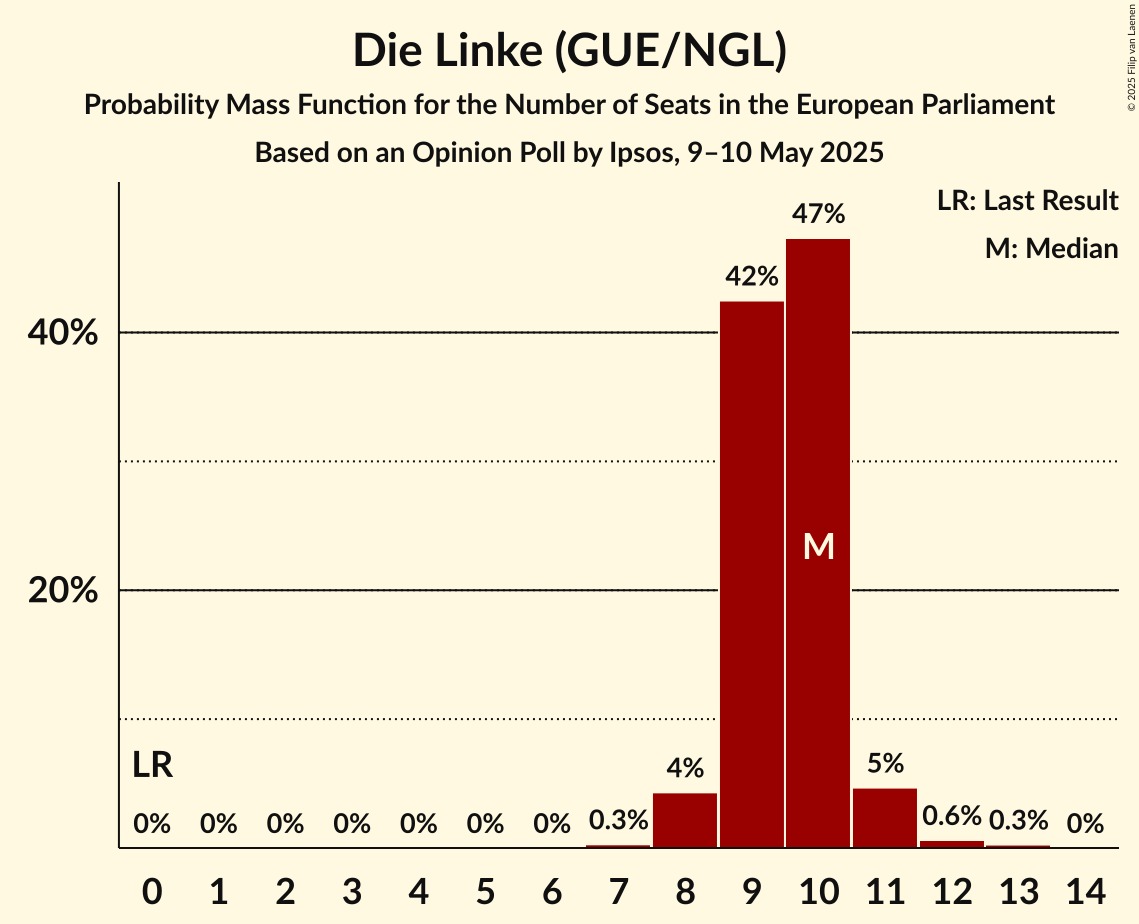 Die Linke (GUE/NGL)
Probability Mass Function for the Number of Seats in the European Parliament
Based on an Opinion Poll by Ipsos, 9–10 May 2025
© 2025 Filip van Laenen
LR: Last Result
M: Median
40%
20%
LR
M
0% 0% 0% 0% 0% 0% 0% 0.3% 4% 42% 47% 5% 0.6% 0.3% 0%
0 1 2 3 4 5 6 7 8 9 10 11 12 13 14